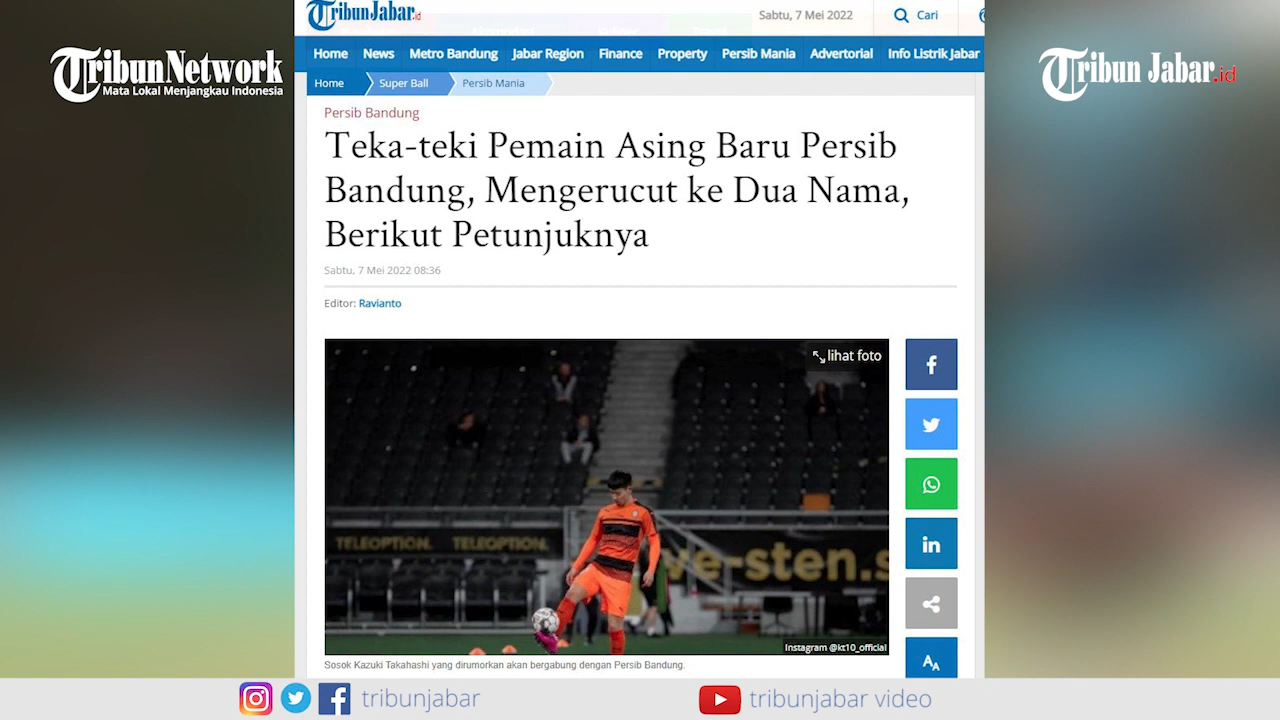 TribunJabar.id
Sabtu, 7 Mei 2022
Cari
TribunNetwork
Mata Lokal Menjangkau Indonesia
Tribun Jabar.id
Home News Metro Bandung Jabar Region Finance Property Persib Mania Advertorial Info Listrik Jabar
Home Super Ball Persib Mania
Persib Bandung
Teka-teki Pemain Asing Baru Persib
Bandung, Mengerucut ke Dua Nama,
Berikut Petunjuknya
Sabtu, 7 Mei 2022 08:36
Editor: Ravianto
lihat foto
TELEOPTION. TELEOPTION.
ve-sten.s
Instagram @kt10_official
Sosok Kazuki Takahashi yang dirumorkan akan bergabung dengan Persib Bandung.
AA
tribunjabar
tribunjabar video